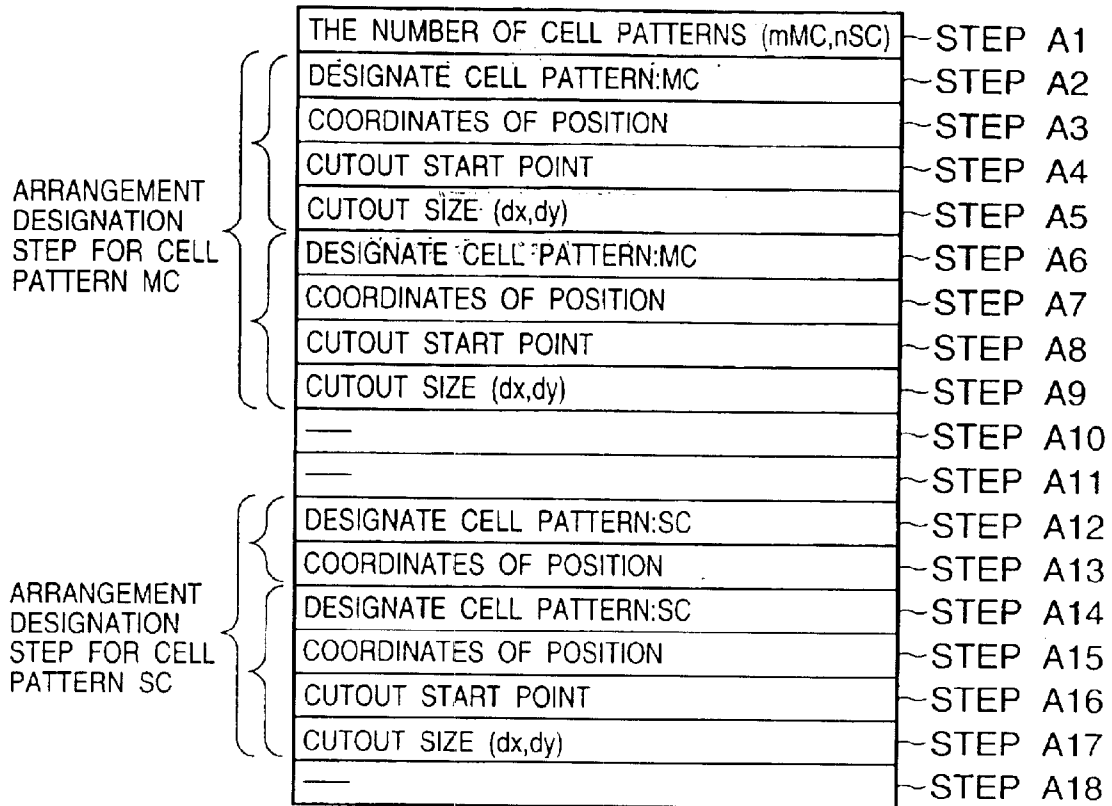 THE NUMBER OF CELL PATTERNS (mMC,nSC) ~STEP A1
DESIGNATE CELL PATTERN:MC ~STEP A2
COORDINATES OF POSITION ~STEP A3
CUTOUT START POINT ~STEP A4
CUTOUT SIZE (dx,dy) ~STEP A5
DESIGNATE CELL PATTERN:MC ~STEP A6
COORDINATES OF POSITION ~STEP A7
CUTOUT START POINT ~STEP A8
CUTOUT SIZE (dx,dy) ~STEP A9
— ~STEP A10
— ~STEP A11
DESIGNATE CELL PATTERN:SC ~STEP A12
COORDINATES OF POSITION ~STEP A13
DESIGNATE CELL PATTERN:SC ~STEP A14
COORDINATES OF POSITION ~STEP A15
CUTOUT START POINT ~STEP A16
CUTOUT SIZE (dx,dy) ~STEP A17
— ~STEP A18
ARRANGEMENT
DESIGNATION
STEP FOR CELL
PATTERN MC
ARRANGEMENT
DESIGNATION
STEP FOR CELL
PATTERN SC